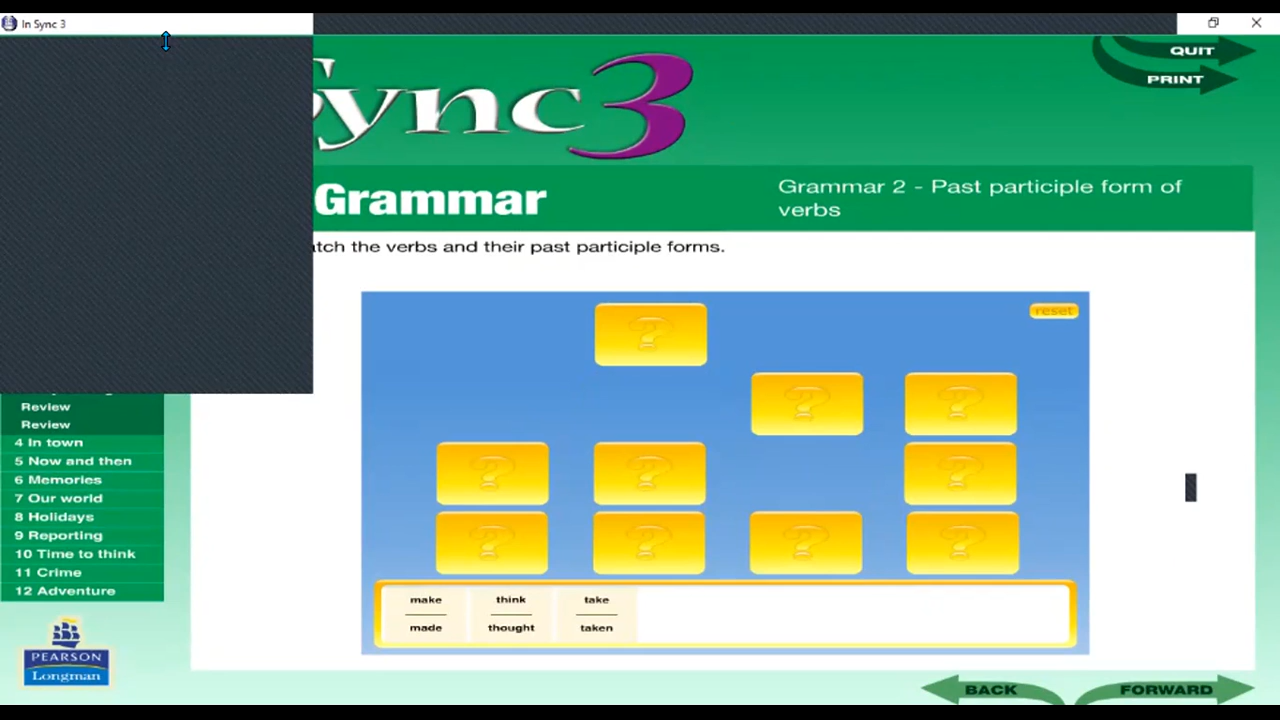 In Sync 3
QUIT
PRINT
Sync 3
Grammar
Grammar 2 - Past participle form of
verbs
atch the verbs and their past participle forms.
reset
?
? ?
? ? ?
? ? ? ?
make think take
made thought taken
Review
Review
4 In town
5 Now and then
6 Memories
7 Our world
8 Holidays
9 Reporting
10 Time to think
11 Crime
12 Adventure
PEARSON
Longman
BACK
FORWARD